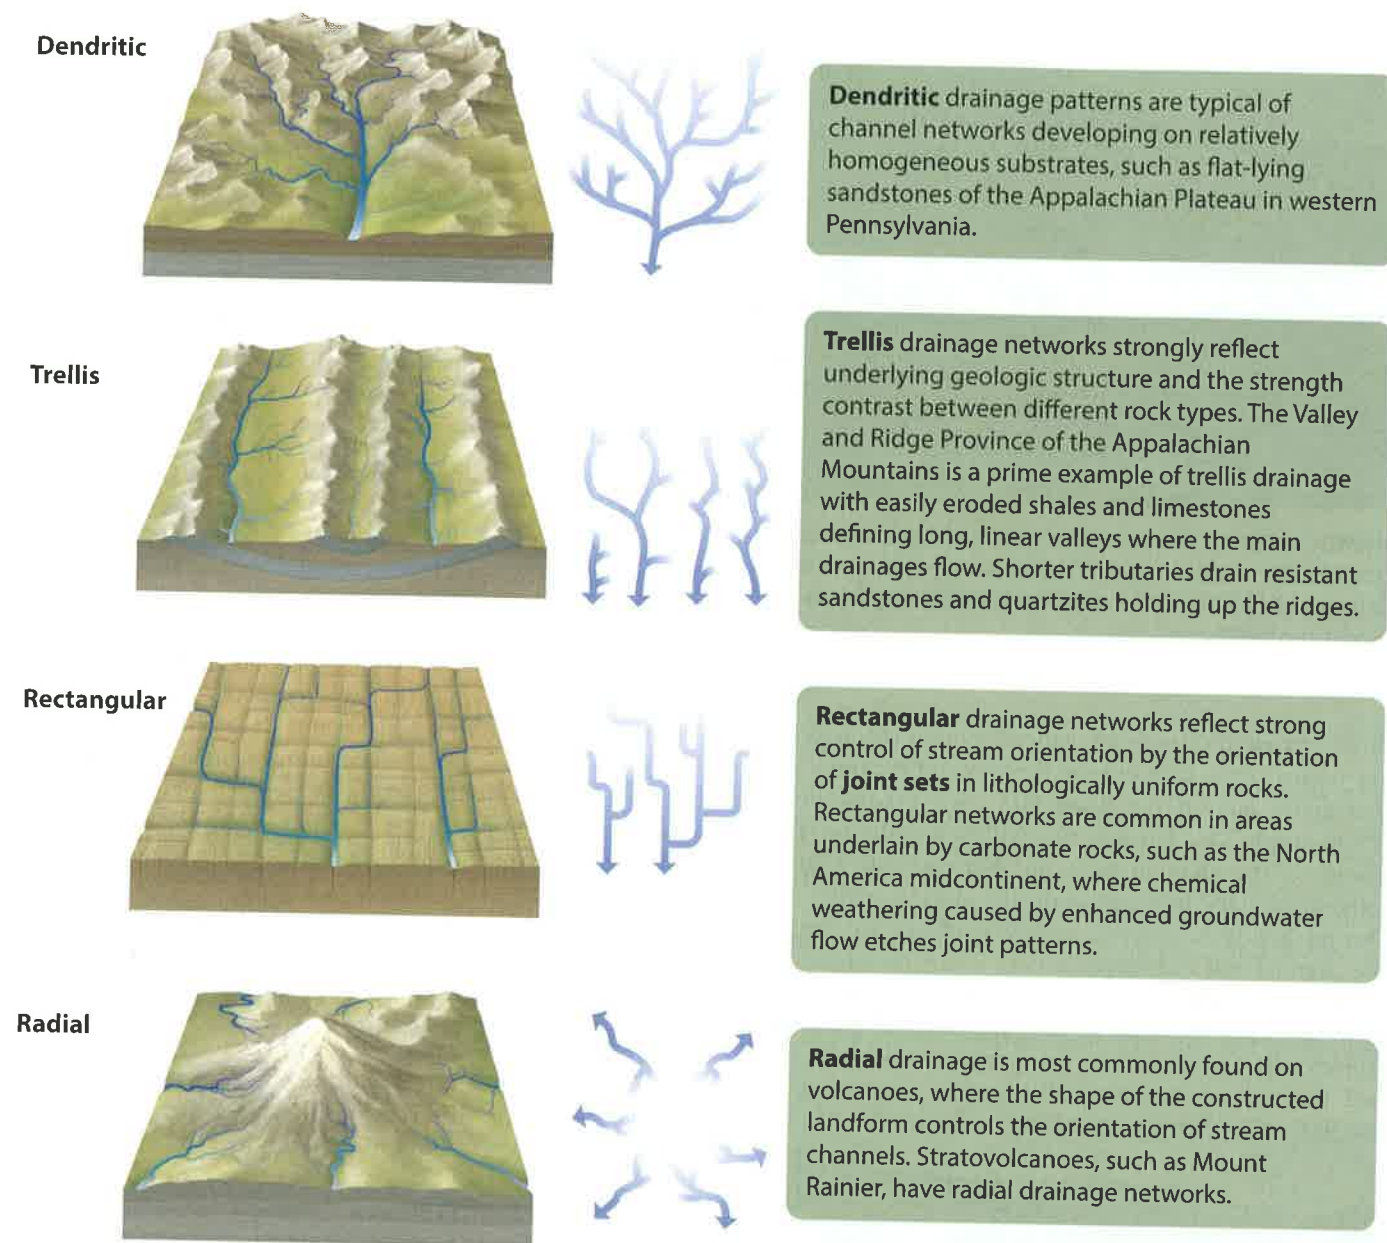 Dendritic
Dendritic drainage patterns are typical of
channel networks developing on relatively
homogeneous substrates, such as flat-lying
sandstones of the Appalachian Plateau in western
Pennsylvania.
Trellis
Trellis drainage networks strongly reflect
underlying geologic structure and the strength
contrast between different rock types. The Valley
and Ridge Province of the Appalachian
Mountains is a prime example of trellis drainage
with easily eroded shales and limestones
defining long, linear valleys where the main
drainages flow. Shorter tributaries drain resistant
sandstones and quartzites holding up the ridges.
Rectangular
Rectangular drainage networks reflect strong
control of stream orientation by the orientation
of joint sets in lithologically uniform rocks.
Rectangular networks are common in areas
underlain by carbonate rocks, such as the North
America midcontinent, where chemical
weathering caused by enhanced groundwater
flow etches joint patterns.
Radial
Radial drainage is most commonly found on
volcanoes, where the shape of the constructed
landform controls the orientation of stream
channels. Stratovolcanoes, such as Mount
Rainier, have radial drainage networks.